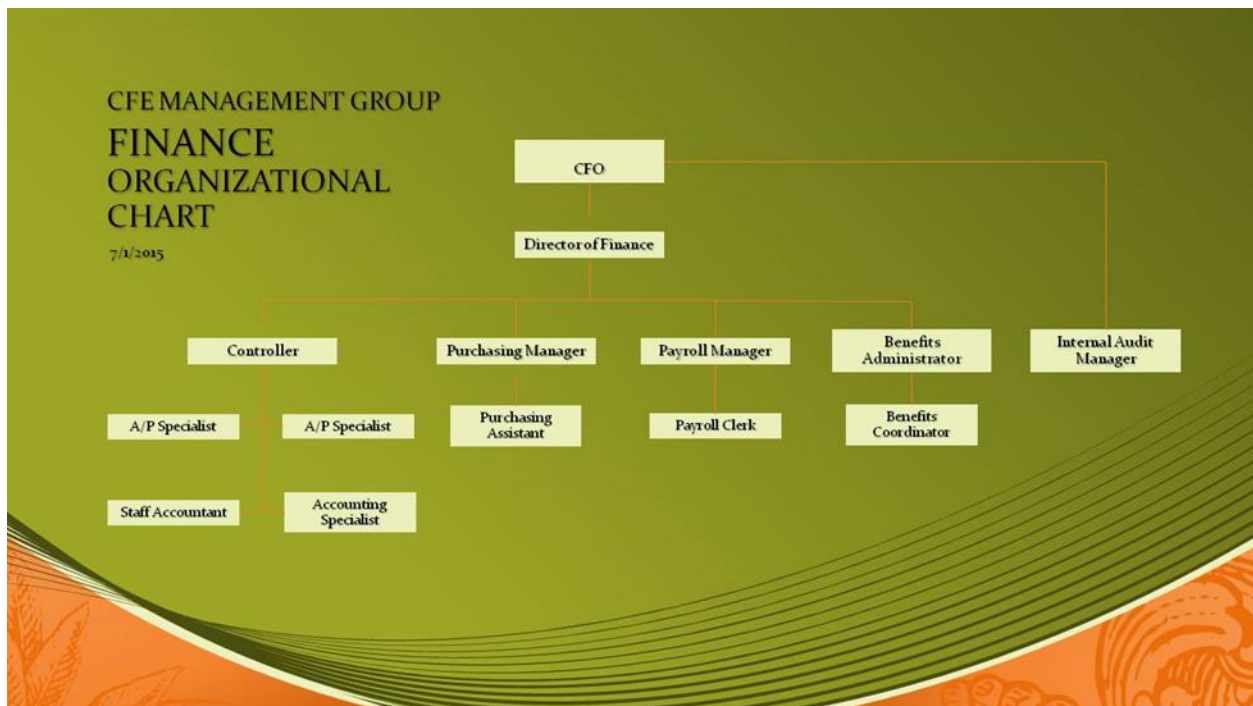 CFE MANAGEMENT GROUP
FINANCE
ORGANIZATIONAL
CHART
7/1/2015
CFO
Director of Finance
Controller
Purchasing Manager
Payroll Manager
Benefits
Administrator
Internal Audit
Manager
A/P Specialist
A/P Specialist
Purchasing
Assistant
Payroll Clerk
Benefits
Coordinator
Staff Accountant
Accounting
Specialist